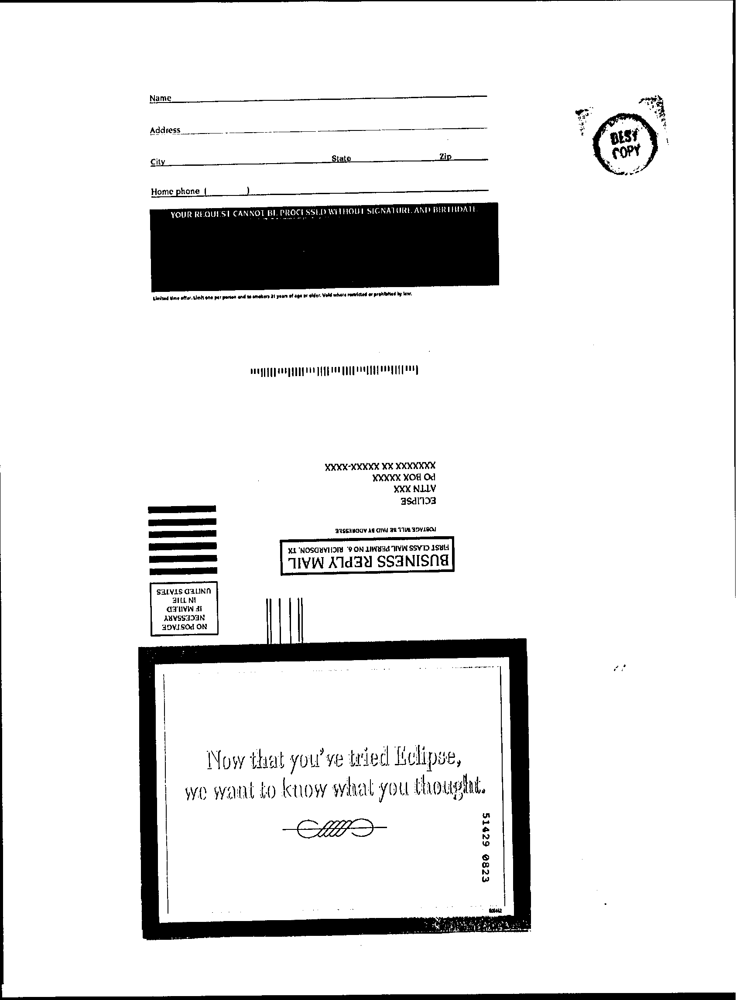 Name
Address
City State Zip
Home phone ( )
BEST
COPY
YOUR REQUEST CANNOT BE PROCESSED WITHOUT SIGNATURE AND BIRTHDATE
Limited time offer. Limit one per person and to smokers 21 years of age or older. Void where restricted or prohibited by law.
NO POSTAGE
NECESSARY
IF MAILED
IN THE
UNITED STATES
BUSINESS REPLY MAIL
FIRST CLASS MAIL PERMIT NO 6. RICHARDSON, TX
POSTAGE WILL BE PAID BY ADDRESSEE
ECLIPSE
ATTN XXX
PO BOX XXXXX
XXXXXXX XX XXXXX-XXXX
Now that you've tried Eclipse,
we want to know what you thought.
51429 0823